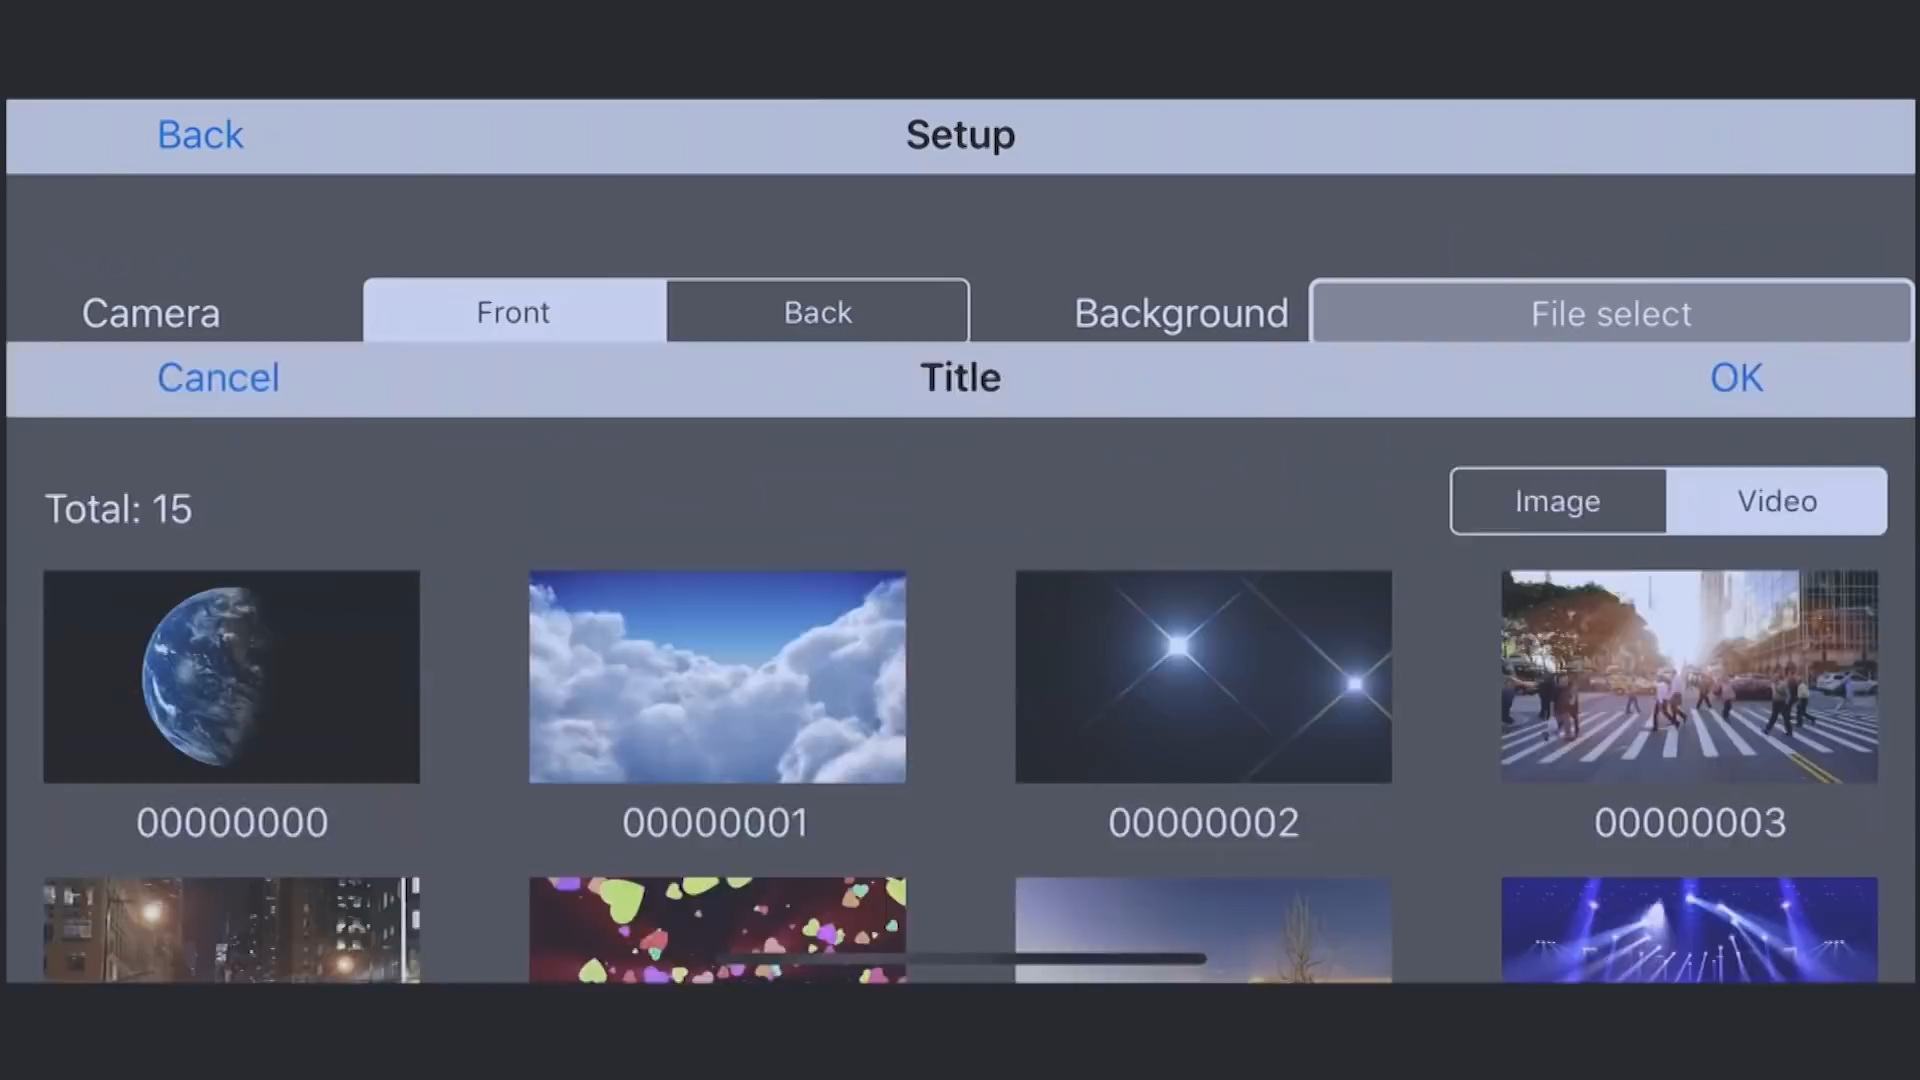 Back Setup
Camera Front Back Background File select
Cancel Title OK
Total: 15 Image Video
00000000 00000001 00000002 00000003